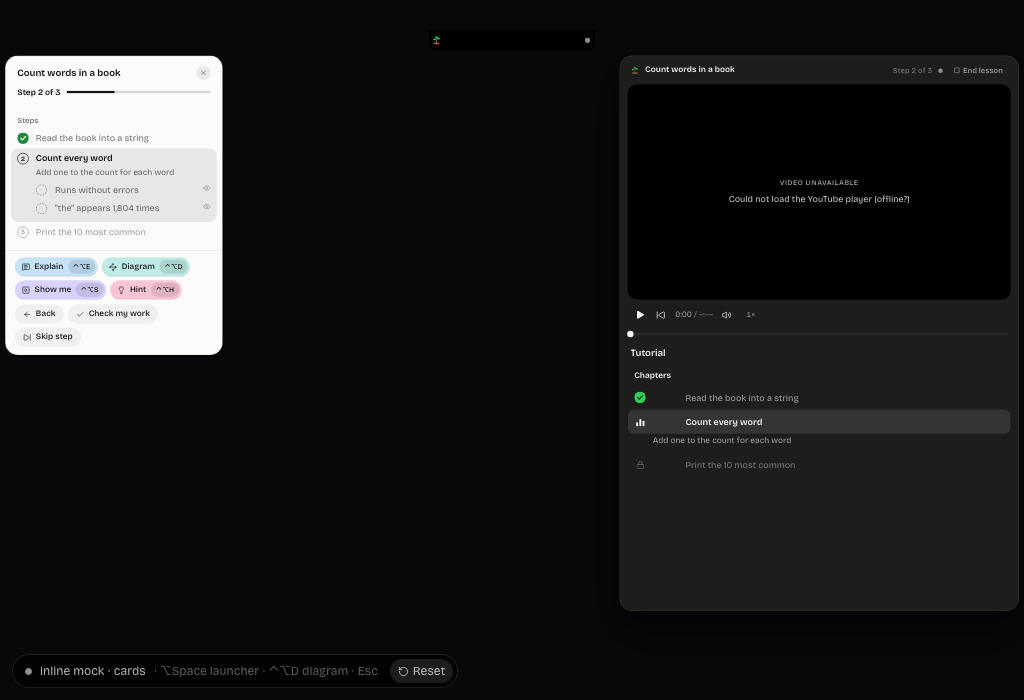 Count words in a book
Step 2 of 3
Steps
Read the book into a string
2 Count every word
Add one to the count for each word
Runs without errors
"the" appears 1,804 times
3 Print the 10 most common
Explain ^⌥E
Diagram ^⌥D
Show me ^⌥S
Hint ^⌥H
Back
Check my work
Skip step
Count words in a book
Step 2 of 3
End lesson
VIDEO UNAVAILABLE
Could not load the YouTube player (offline?)
0:00 / --:--
1×
Tutorial
Chapters
Read the book into a string
Count every word
Add one to the count for each word
Print the 10 most common
inline mock · cards · ⌥Space launcher · ^⌥D diagram · Esc
Reset